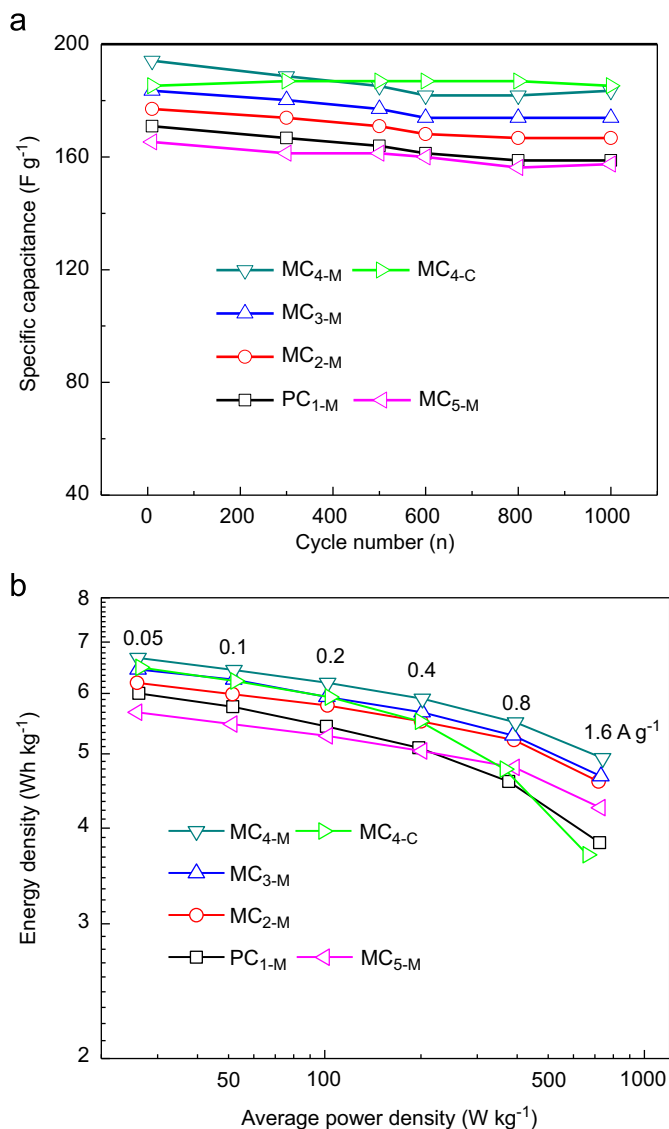 a
200
160
120
80
40
Specific capacitance (F g⁻¹)
MC₄₋M MC₄₋C
MC₃₋M
MC₂₋M
PC₁₋M MC₅₋M
0 200 400 600 800 1000
Cycle number (n)
b
8
7
6
5
4
3
2
Energy density (Wh kg⁻¹)
0.05 0.1 0.2 0.4 0.8 1.6 A g⁻¹
MC₄₋M MC₄₋C
MC₃₋M
MC₂₋M
PC₁₋M MC₅₋M
50 100 500 1000
Average power density (W kg⁻¹)